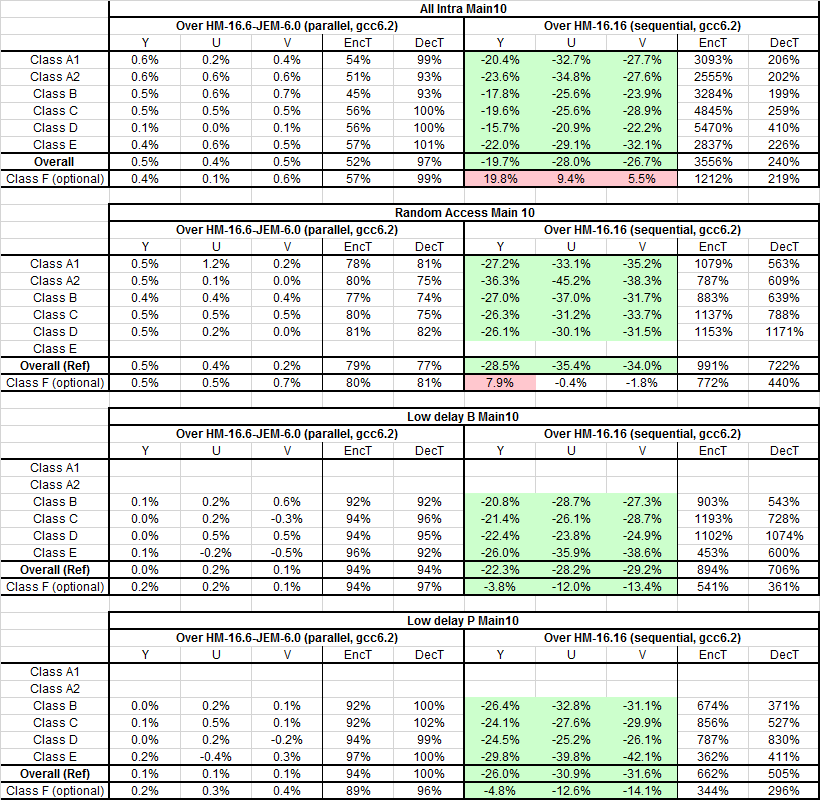 All Intra Main10
Over HM-16.6-JEM-6.0 (parallel, gcc6.2) Over HM-16.16 (sequential, gcc6.2)
Y U V EncT DecT Y U V EncT DecT
Class A1 0.6% 0.2% 0.4% 54% 99% -20.4% -32.7% -27.7% 3093% 206%
Class A2 0.6% 0.6% 0.6% 51% 93% -23.6% -34.8% -27.6% 2555% 202%
Class B 0.5% 0.6% 0.7% 45% 93% -17.8% -25.6% -23.9% 3284% 199%
Class C 0.5% 0.5% 0.5% 56% 100% -19.6% -25.6% -28.9% 4845% 259%
Class D 0.1% 0.0% 0.1% 56% 100% -15.7% -20.9% -22.2% 5470% 410%
Class E 0.4% 0.6% 0.5% 57% 101% -22.0% -29.1% -32.1% 2837% 226%
Overall 0.5% 0.4% 0.5% 52% 97% -19.7% -28.0% -26.7% 3556% 240%
Class F (optional) 0.4% 0.1% 0.6% 57% 99% 19.8% 9.4% 5.5% 1212% 219%
Random Access Main 10
Over HM-16.6-JEM-6.0 (parallel, gcc6.2) Over HM-16.16 (sequential, gcc6.2)
Y U V EncT DecT Y U V EncT DecT
Class A1 0.5% 1.2% 0.2% 78% 81% -27.2% -33.1% -35.2% 1079% 563%
Class A2 0.5% 0.1% 0.0% 80% 75% -36.3% -45.2% -38.3% 787% 609%
Class B 0.4% 0.4% 0.4% 77% 74% -27.0% -37.0% -31.7% 883% 639%
Class C 0.5% 0.5% 0.5% 80% 75% -26.3% -31.2% -33.7% 1137% 788%
Class D 0.5% 0.2% 0.0% 81% 82% -26.1% -30.1% -31.5% 1153% 1171%
Class E
Overall (Ref) 0.5% 0.4% 0.2% 79% 77% -28.5% -35.4% -34.0% 991% 722%
Class F (optional) 0.5% 0.5% 0.7% 80% 81% 7.9% -0.4% -1.8% 772% 440%
Low delay B Main10
Over HM-16.6-JEM-6.0 (parallel, gcc6.2) Over HM-16.16 (sequential, gcc6.2)
Y U V EncT DecT Y U V EncT DecT
Class A1
Class A2
Class B 0.1% 0.2% 0.6% 92% 92% -20.8% -28.7% -27.3% 903% 543%
Class C 0.0% 0.2% -0.3% 94% 96% -21.4% -26.1% -28.7% 1193% 728%
Class D 0.0% 0.5% 0.5% 94% 95% -22.4% -23.8% -24.9% 1102% 1074%
Class E 0.1% -0.2% -0.5% 96% 92% -26.0% -35.9% -38.6% 453% 600%
Overall (Ref) 0.0% 0.2% 0.1% 94% 94% -22.3% -28.2% -29.2% 894% 706%
Class F (optional) 0.2% 0.2% 0.1% 94% 97% -3.8% -12.0% -13.4% 541% 361%
Low delay P Main10
Over HM-16.6-JEM-6.0 (parallel, gcc6.2) Over HM-16.16 (sequential, gcc6.2)
Y U V EncT DecT Y U V EncT DecT
Class A1
Class A2
Class B 0.0% 0.2% 0.1% 92% 100% -26.4% -32.8% -31.1% 674% 371%
Class C 0.1% 0.5% 0.1% 92% 102% -24.1% -27.6% -29.9% 856% 527%
Class D 0.0% 0.2% -0.2% 94% 99% -24.5% -25.2% -26.1% 787% 830%
Class E 0.2% -0.4% 0.3% 97% 100% -29.8% -39.8% -42.1% 362% 411%
Overall (Ref) 0.1% 0.1% 0.1% 94% 100% -26.0% -30.9% -31.6% 662% 505%
Class F (optional) 0.2% 0.3% 0.4% 89% 96% -4.8% -12.6% -14.1% 344% 296%